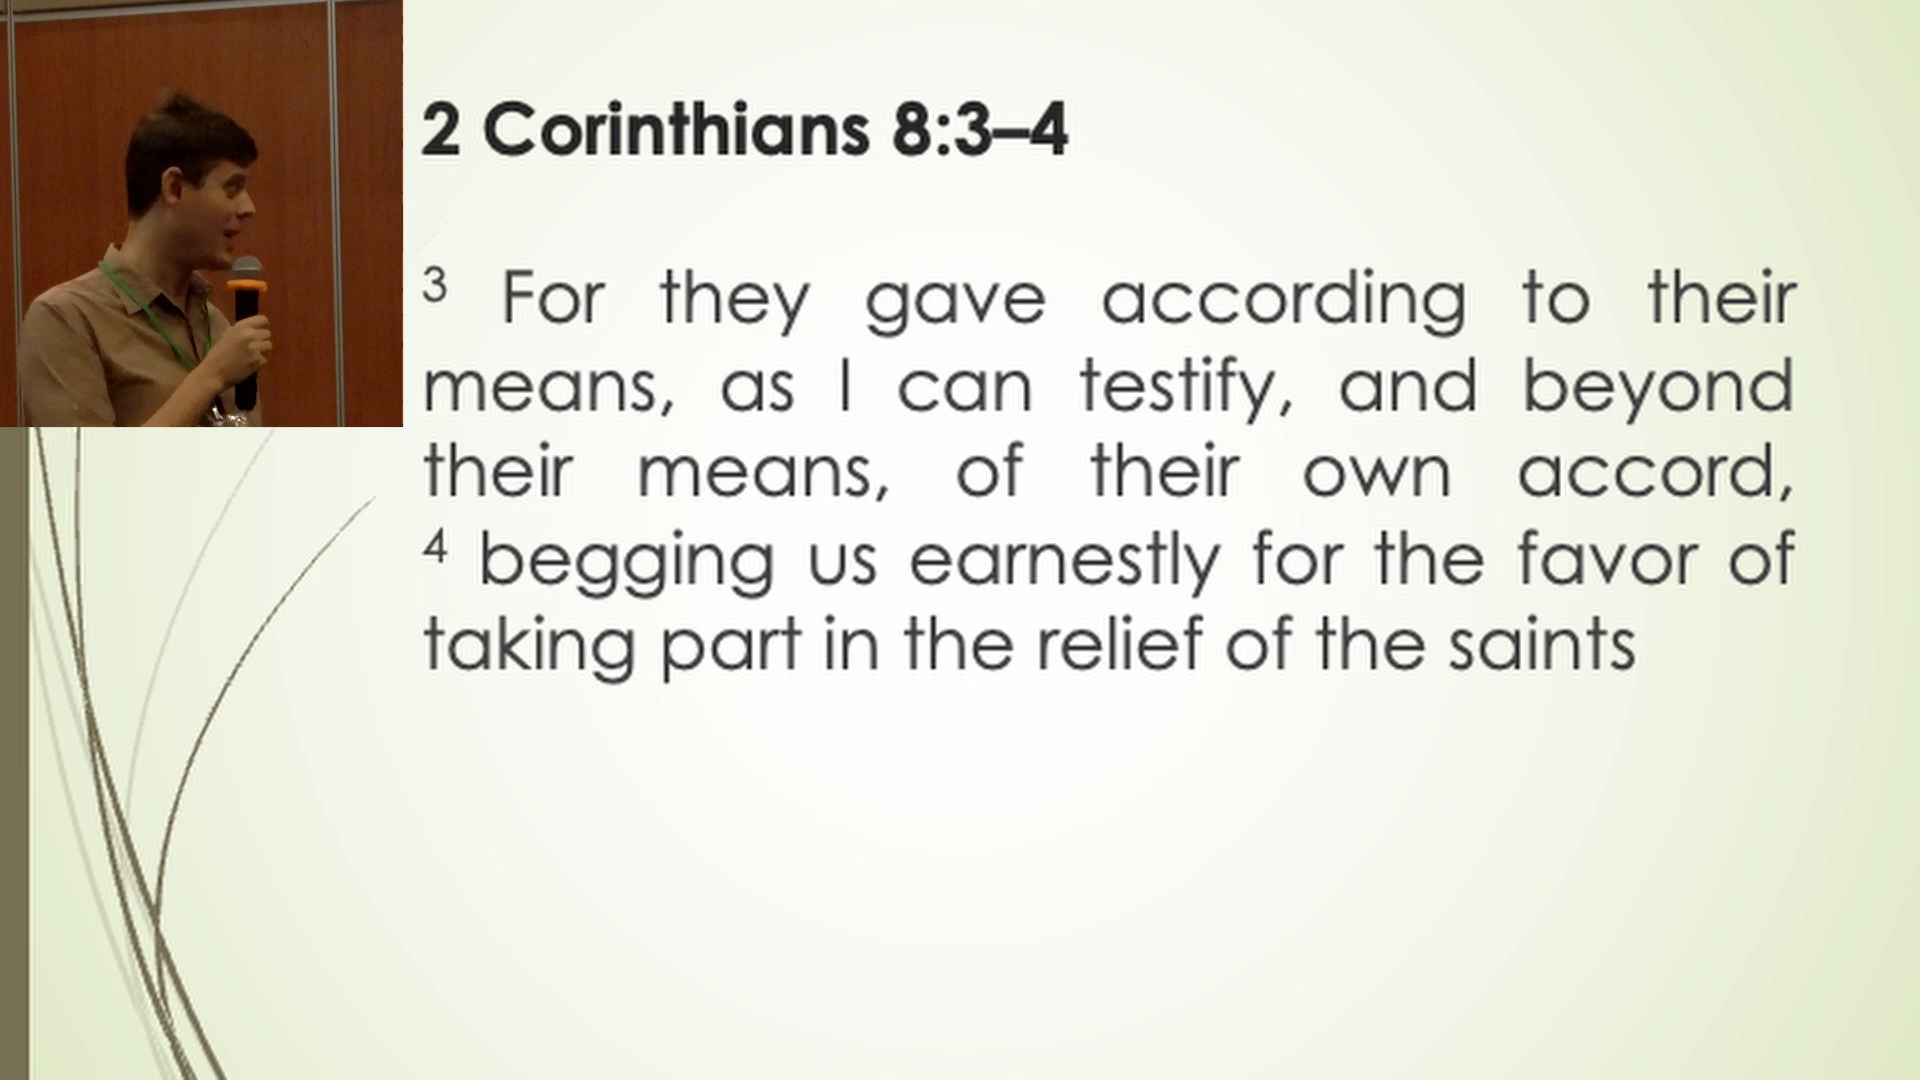 2 Corinthians 8:3–4
3 For they gave according to their
means, as I can testify, and beyond
their means, of their own accord,
4 begging us earnestly for the favor of
taking part in the relief of the saints